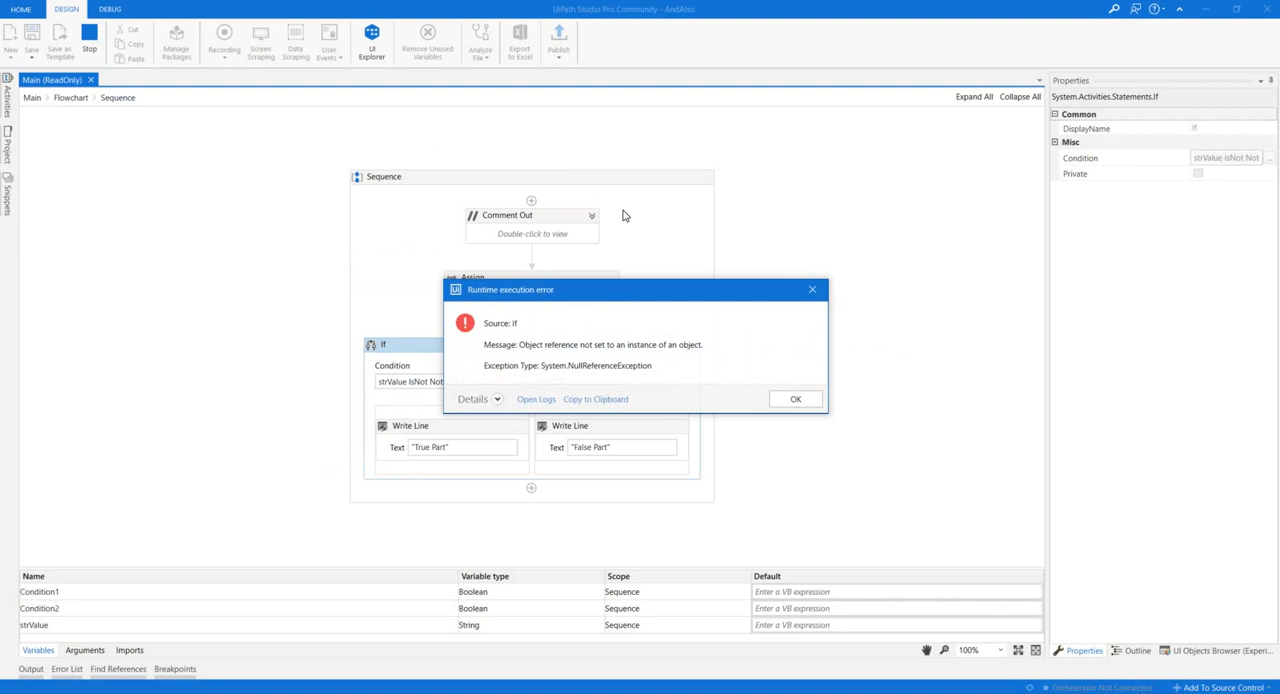 HOME DESIGN DEBUG
UiPath Studio Pro Community - AndAlso
New
Save
Save as Template
Stop
Cut
Copy
Paste
Manage Packages
Recording
Screen Scraping
Data Scraping
User Events
UI Explorer
Remove Unused Variables
Analyze File
Export to Excel
Publish
Main (ReadOnly)
Main > Flowchart > Sequence
Expand All Collapse All
Activities
Project
Snippets
Properties
System.Activities.Statements.If
Common
DisplayName If
Misc
Condition strValue IsNot Not ...
Private
Sequence
// Comment Out
Double-click to view
Assign
Ui Runtime execution error
Source: If
Message: Object reference not set to an instance of an object.
Exception Type: System.NullReferenceException
Details Open Logs Copy to Clipboard OK
If
Condition
strValue IsNot Not
Write Line
Text "True Part"
Write Line
Text "False Part"
Name Variable type Scope Default
Condition1 Boolean Sequence Enter a VB expression
Condition2 Boolean Sequence Enter a VB expression
strValue String Sequence Enter a VB expression
Variables Arguments Imports
100%
Properties Outline UI Objects Browser (Experi...
Output Error List Find References Breakpoints
Orchestrator Not Connected
Add To Source Control